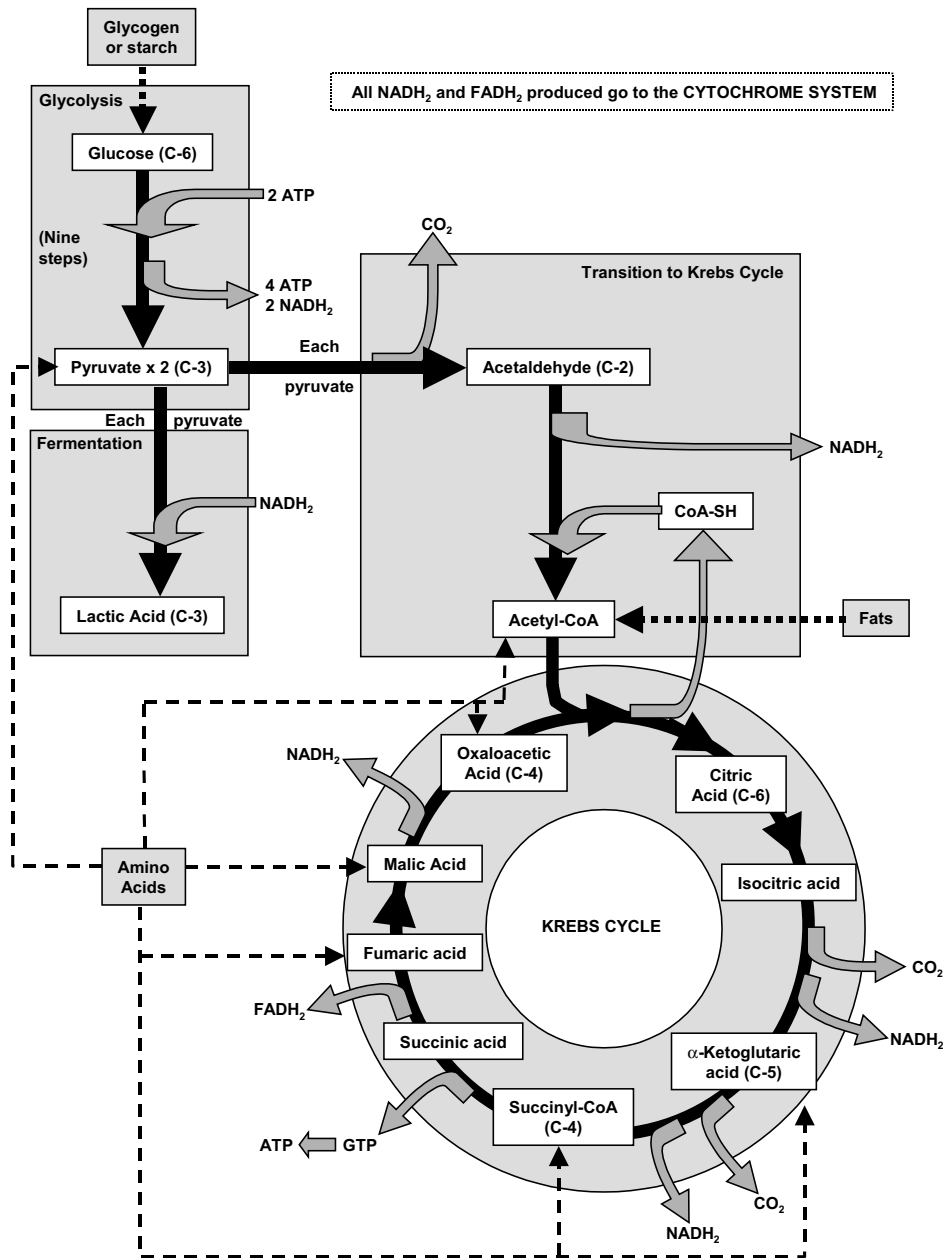 Glycogen
or starch
All NADH₂ and FADH₂ produced go to the CYTOCHROME SYSTEM
Glycolysis
Glucose (C-6)
2 ATP
(Nine
steps)
4 ATP
2 NADH₂
Pyruvate x 2 (C-3)
Each
pyruvate
CO₂
Transition to Krebs Cycle
Acetaldehyde (C-2)
NADH₂
CoA-SH
Acetyl-CoA
Fats
Each pyruvate
Fermentation
NADH₂
Lactic Acid (C-3)
Oxaloacetic
Acid (C-4)
NADH₂
Citric
Acid (C-6)
Malic Acid
Amino
Acids
Isocitric acid
KREBS CYCLE
Fumaric acid
CO₂
FADH₂
NADH₂
Succinic acid
α-Ketoglutaric
acid (C-5)
Succinyl-CoA
(C-4)
ATP GTP
CO₂
NADH₂